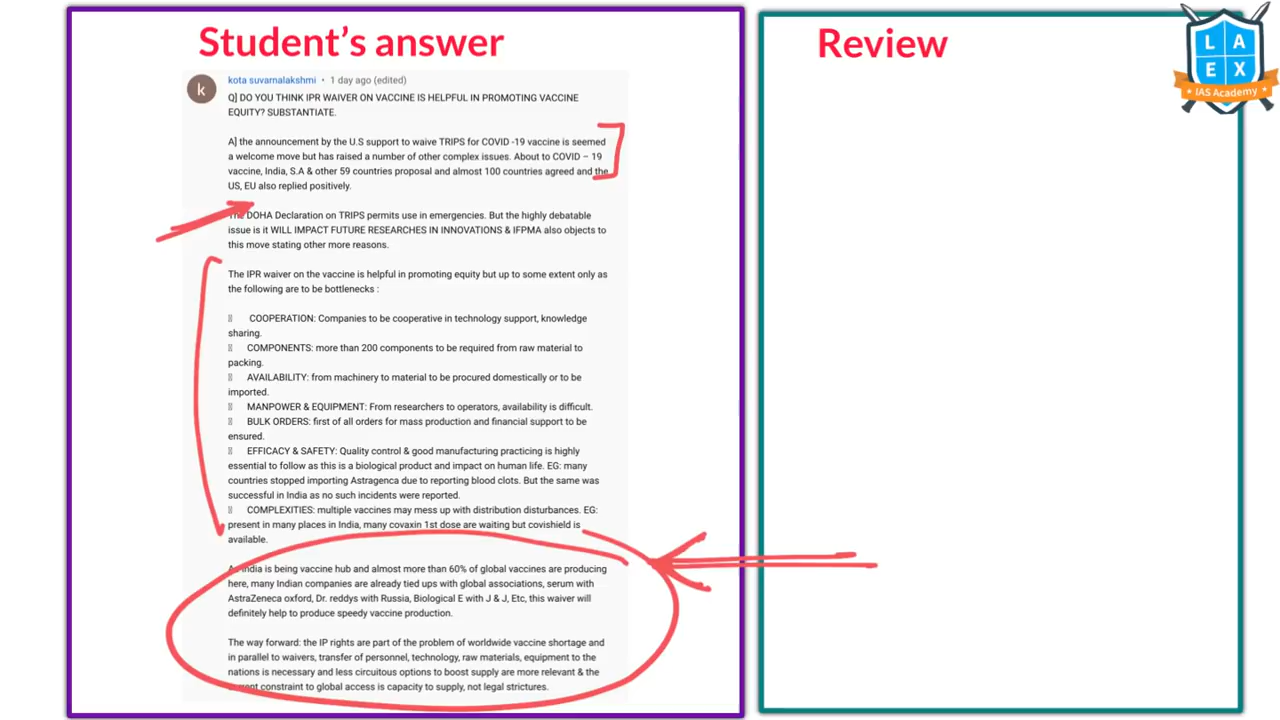 Student's answer
Review
L A
E X
IAS Academy
k
kota suvarnalakshmi • 1 day ago (edited)
Q] DO YOU THINK IPR WAIVER ON VACCINE IS HELPFUL IN PROMOTING VACCINE
EQUITY? SUBSTANTIATE.
A] the announcement by the U.S support to waive TRIPS for COVID -19 vaccine is seemed
a welcome move but has raised a number of other complex issues. About to COVID – 19
vaccine, India, S.A & other 59 countries proposal and almost 100 countries agreed and the
US, EU also replied positively.
The DOHA Declaration on TRIPS permits use in emergencies. But the highly debatable
issue is it WILL IMPACT FUTURE RESEARCHES IN INNOVATIONS & IFPMA also objects to
this move stating other more reasons.
The IPR waiver on the vaccine is helpful in promoting equity but up to some extent only as
the following are to be bottlenecks :
COOPERATION: Companies to be cooperative in technology support, knowledge
sharing.
COMPONENTS: more than 200 components to be required from raw material to
packing.
AVAILABILITY: from machinery to material to be procured domestically or to be
imported.
MANPOWER & EQUIPMENT: From researchers to operators, availability is difficult.
BULK ORDERS: first of all orders for mass production and financial support to be
ensured.
EFFICACY & SAFETY: Quality control & good manufacturing practicing is highly
essential to follow as this is a biological product and impact on human life. EG: many
countries stopped importing Astragenca due to reporting blood clots. But the same was
successful in India as no such incidents were reported.
COMPLEXITIES: multiple vaccines may mess up with distribution disturbances. EG:
present in many places in India, many covaxin 1st dose are waiting but covishield is
available.
As India is being vaccine hub and almost more than 60% of global vaccines are producing
here, many Indian companies are already tied ups with global associations, serum with
AstraZeneca oxford, Dr. reddys with Russia, Biological E with J & J, Etc, this waiver will
definitely help to produce speedy vaccine production.
The way forward: the IP rights are part of the problem of worldwide vaccine shortage and
in parallel to waivers, transfer of personnel, technology, raw materials, equipment to the
nations is necessary and less circuitous options to boost supply are more relevant & the
current constraint to global access is capacity to supply, not legal strictures.